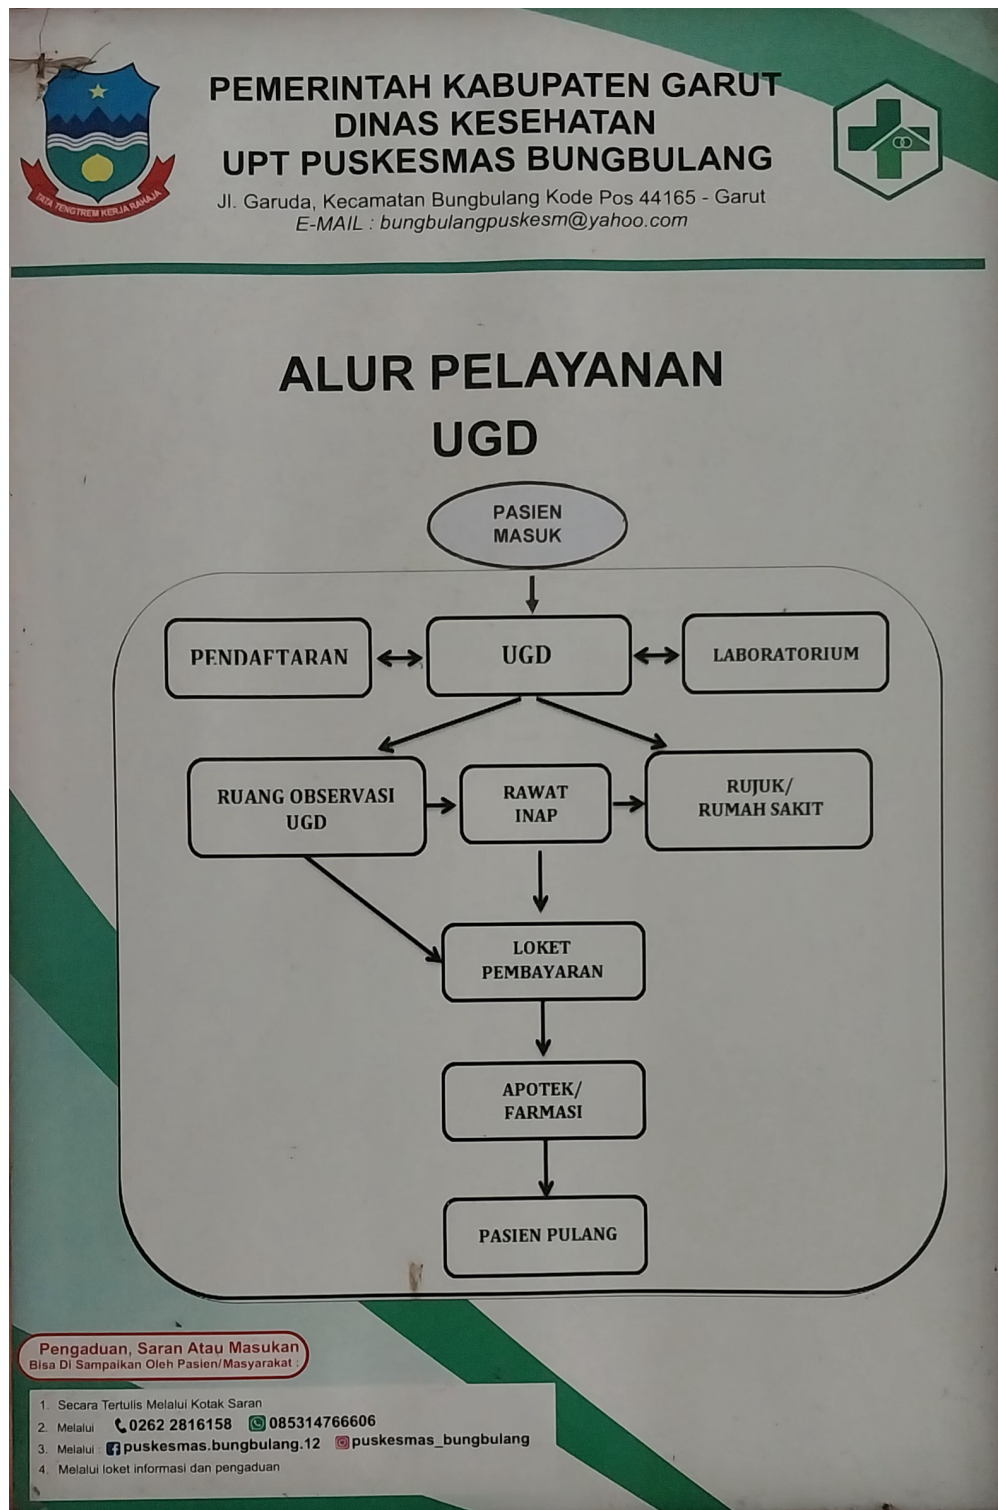 PEMERINTAH KABUPATEN GARUT
DINAS KESEHATAN
UPT PUSKESMAS BUNGBULANG
Jl. Garuda, Kecamatan Bungbulang Kode Pos 44165 - Garut
E-MAIL : bungbulangpuskesm@yahoo.com
TATA TENGTREM KERJA RAHAJA
ALUR PELAYANAN
UGD
PASIEN
MASUK
PENDAFTARAN
UGD
LABORATORIUM
RUANG OBSERVASI
UGD
RAWAT
INAP
RUJUK/
RUMAH SAKIT
LOKET
PEMBAYARAN
APOTEK/
FARMASI
PASIEN PULANG
Pengaduan, Saran Atau Masukan
Bisa Di Sampaikan Oleh Pasien/Masyarakat :
1. Secara Tertulis Melalui Kotak Saran
2. Melalui 0262 2816158 085314766606
3. Melalui : puskesmas.bungbulang.12 puskesmas_bungbulang
4. Melalui loket informasi dan pengaduan